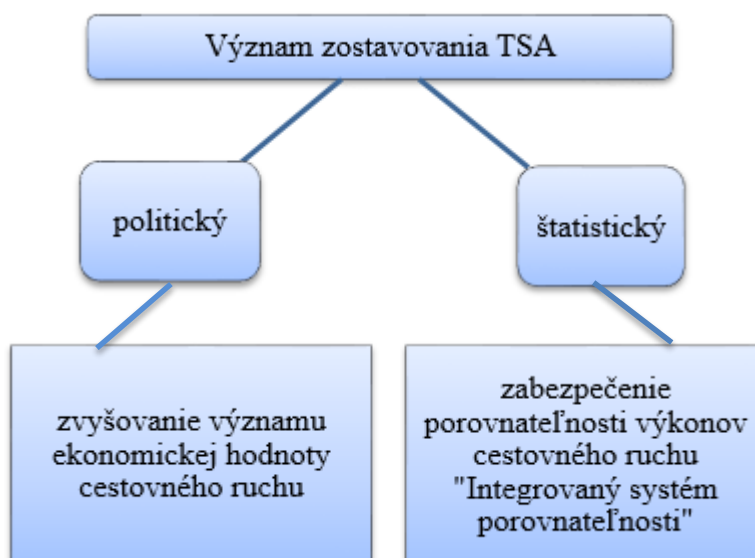 Význam zostavovania TSA
politický
štatistický
zvyšovanie významu
ekonomickej hodnoty
cestovného ruchu
zabezpečenie
porovnateľnosti výkonov
cestovného ruchu
"Integrovaný systém
porovnateľnosti"